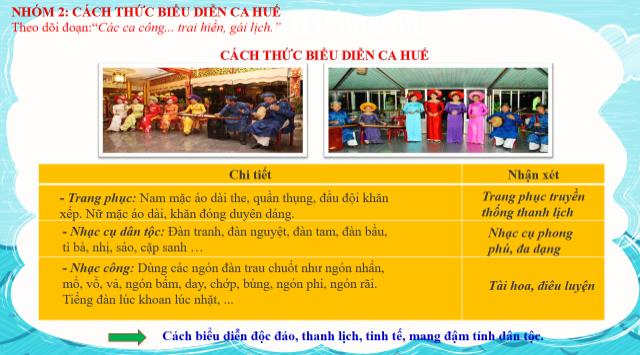 NHÓM 2: CÁCH THỨC BIỂU DIỄN CA HUẾ
Theo dõi đoạn:“Các ca công... trai hiền, gái lịch.”
CÁCH THỨC BIỂU DIỄN CA HUẾ
Chi tiết
Nhận xét
- Trang phục: Nam mặc áo dài the, quần thụng, đầu đội khăn
xếp. Nữ mặc áo dài, khăn đóng duyên dáng.
Trang phục truyền
thống thanh lịch
- Nhạc cụ dân tộc: Đàn tranh, đàn nguyệt, đàn tam, đàn bầu,
tì bà, nhị, sáo, cặp sanh …
Nhạc cụ phong
phú, đa dạng
- Nhạc công: Dùng các ngón đàn trau chuốt như ngón nhấn,
mổ, vỗ, vả, ngón bấm, day, chớp, búng, ngón phi, ngón rãi.
Tiếng đàn lúc khoan lúc nhặt, ...
Tài hoa, điêu luyện
Cách biểu diễn độc đáo, thanh lịch, tinh tế, mang đậm tính dân tộc.